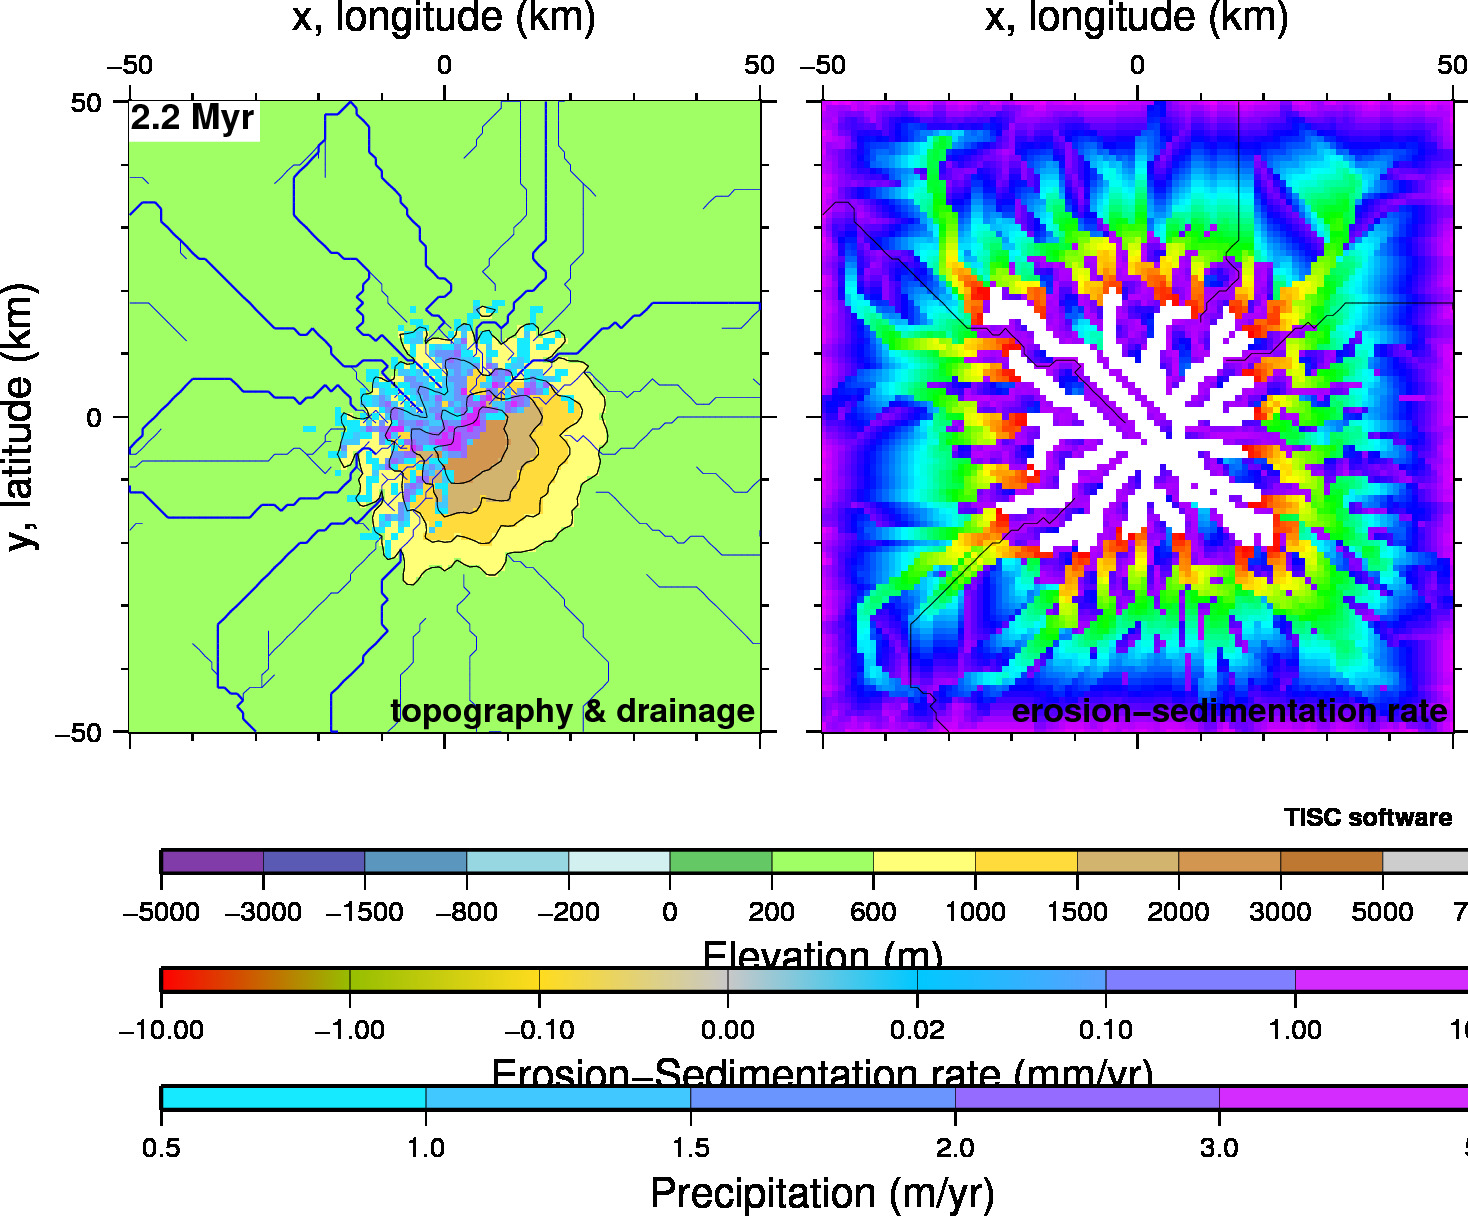 x, longitude (km)
x, longitude (km)
−50 0 50
−50 0 50
50
0
−50
y, latitude (km)
2.2 Myr
topography & drainage
erosion−sedimentation rate
TISC software
−5000 −3000 −1500 −800 −200 0 200 600 1000 1500 2000 3000 5000 7
Elevation (m)
−10.00 −1.00 −0.10 0.00 0.02 0.10 1.00 10
Erosion−Sedimentation rate (mm/yr)
0.5 1.0 1.5 2.0 3.0 5
Precipitation (m/yr)